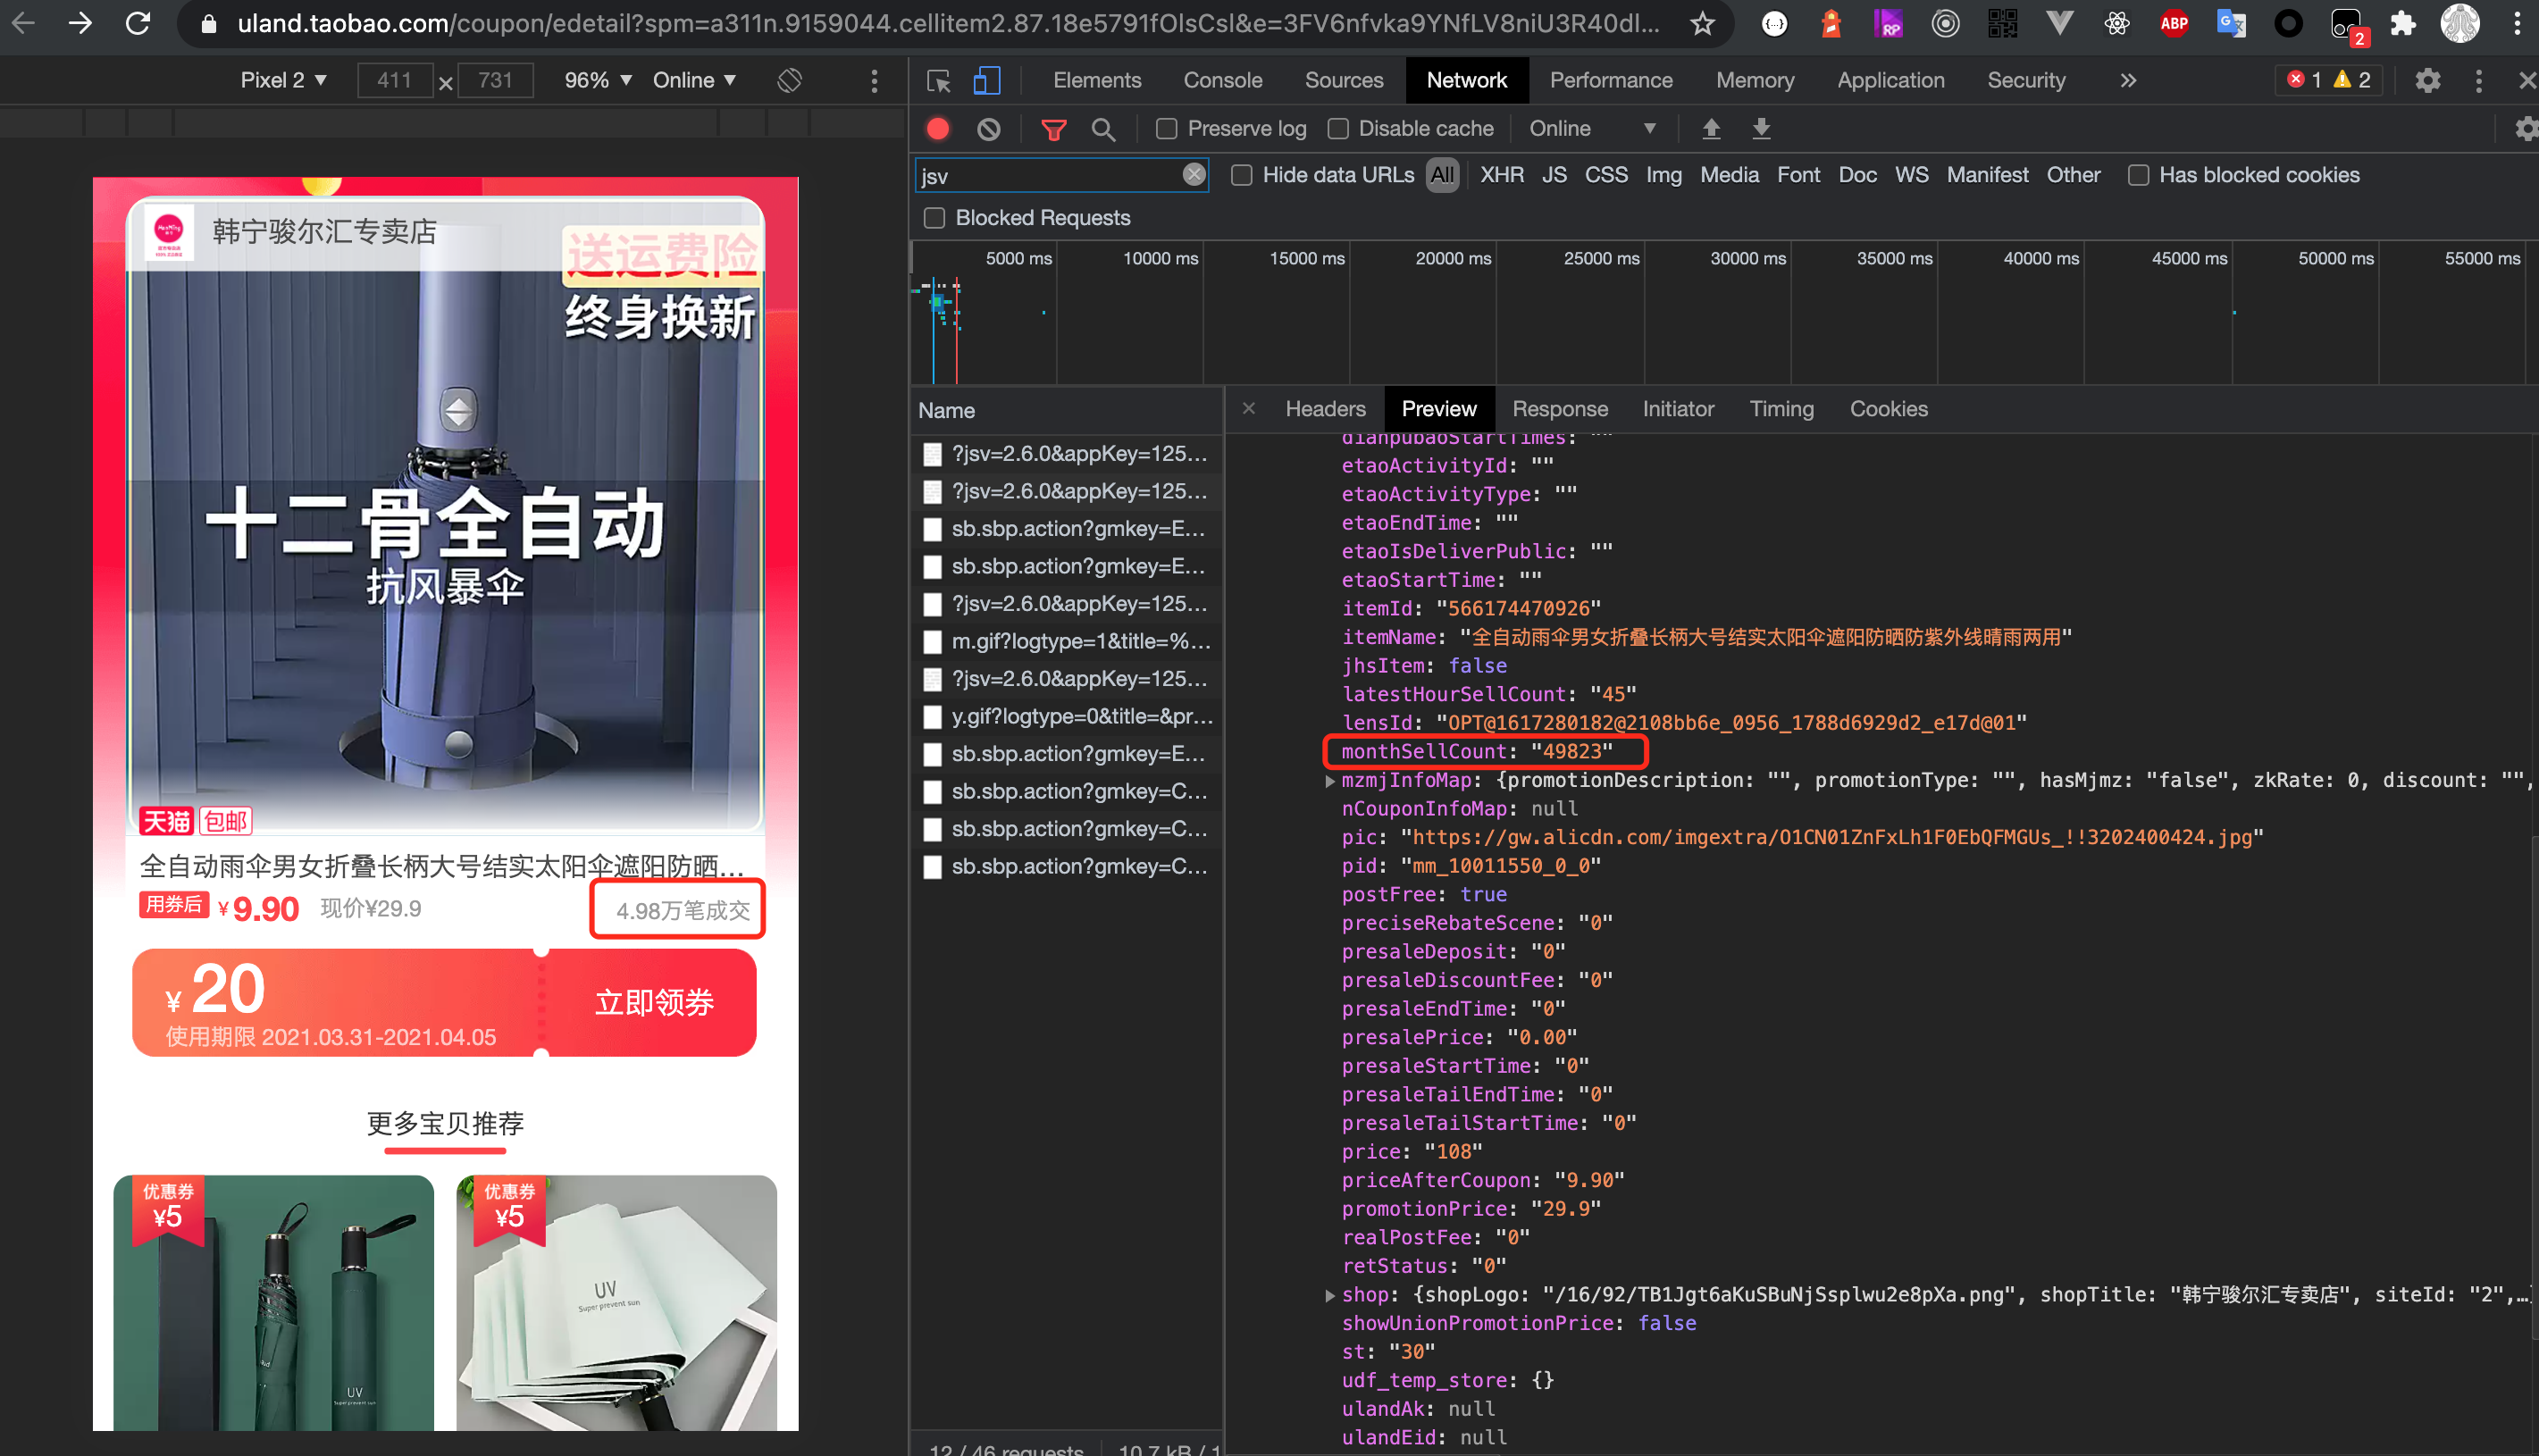 uland.taobao.com/coupon/edetail?spm=a311n.9159044.cellitem2.87.18e5791fOlsCsl&e=3FV6nfvka9YNfLV8niU3R40dl...
RP
ABP
2
Pixel 2
411 × 731
96%
Online
Elements
Console
Sources
Network
Performance
Memory
Application
Security
1
2
Preserve log
Disable cache
Online
jsv
Hide data URLs
All
XHR
JS
CSS
Img
Media
Font
Doc
WS
Manifest
Other
Has blocked cookies
Blocked Requests
5000 ms
10000 ms
15000 ms
20000 ms
25000 ms
30000 ms
35000 ms
40000 ms
45000 ms
50000 ms
55000 ms
韩宁骏尔汇专卖店
送运费险
终身换新
十二骨全自动
抗风暴伞
天猫 包邮
全自动雨伞男女折叠长柄大号结实太阳伞遮阳防晒...
用券后 ¥9.90 现价¥29.9
4.98万笔成交
¥20
使用期限 2021.03.31-2021.04.05
立即领券
更多宝贝推荐
优惠券
¥5
UV
Super prevent sun
优惠券
¥5
UV
Super prevent sun
Name
?jsv=2.6.0&appKey=125...
?jsv=2.6.0&appKey=125...
sb.sbp.action?gmkey=E...
sb.sbp.action?gmkey=E...
?jsv=2.6.0&appKey=125...
m.gif?logtype=1&title=%...
?jsv=2.6.0&appKey=125...
y.gif?logtype=0&title=&pr...
sb.sbp.action?gmkey=E...
sb.sbp.action?gmkey=C...
sb.sbp.action?gmkey=C...
sb.sbp.action?gmkey=C...
12 / 46 requests
10.7 kB / 1
Headers
Preview
Response
Initiator
Timing
Cookies
dianpubaoStartTimes: ""
etaoActivityId: ""
etaoActivityType: ""
etaoEndTime: ""
etaoIsDeliverPublic: ""
etaoStartTime: ""
itemId: "566174470926"
itemName: "全自动雨伞男女折叠长柄大号结实太阳伞遮阳防晒防紫外线晴雨两用"
jhsItem: false
latestHourSellCount: "45"
lensId: "OPT@1617280182@2108bb6e_0956_1788d6929d2_e17d@01"
monthSellCount: "49823"
mzmjInfoMap: {promotionDescription: "", promotionType: "", hasMjmz: "false", zkRate: 0, discount: "",
nCouponInfoMap: null
pic: "https://gw.alicdn.com/imgextra/O1CN01ZnFxLh1F0EbQFMGUs_!!3202400424.jpg"
pid: "mm_10011550_0_0"
postFree: true
preciseRebateScene: "0"
presaleDeposit: "0"
presaleDiscountFee: "0"
presaleEndTime: "0"
presalePrice: "0.00"
presaleStartTime: "0"
presaleTailEndTime: "0"
presaleTailStartTime: "0"
price: "108"
priceAfterCoupon: "9.90"
promotionPrice: "29.9"
realPostFee: "0"
retStatus: "0"
shop: {shopLogo: "/16/92/TB1Jgt6aKuSBuNjSsplwu2e8pXa.png", shopTitle: "韩宁骏尔汇专卖店", siteId: "2",…}
showUnionPromotionPrice: false
st: "30"
udf_temp_store: {}
ulandAk: null
ulandEid: null